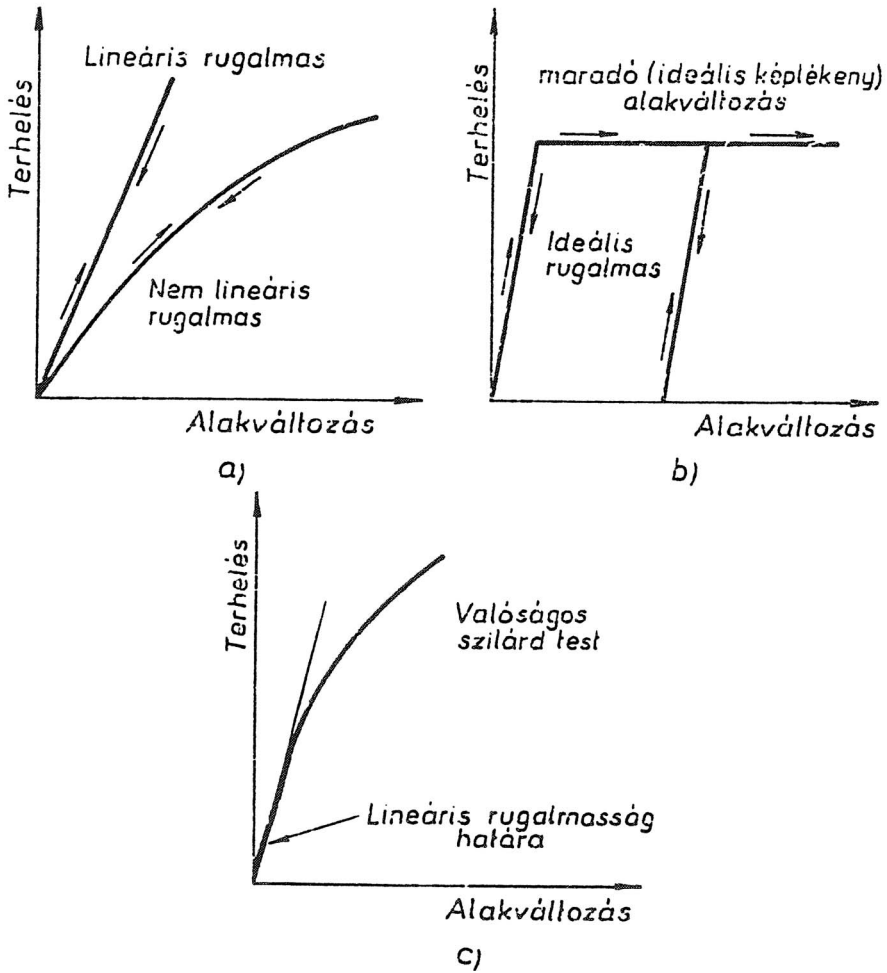 Terhelés
Lineáris rugalmas
Nem lineáris
rugalmas
Alakváltozás
a)
Terhelés
maradó (ideális képlékeny)
alakváltozás
Ideális
rugalmas
Alakváltozás
b)
Terhelés
Valóságos
szilárd test
Lineáris rugalmasság
határa
Alakváltozás
c)